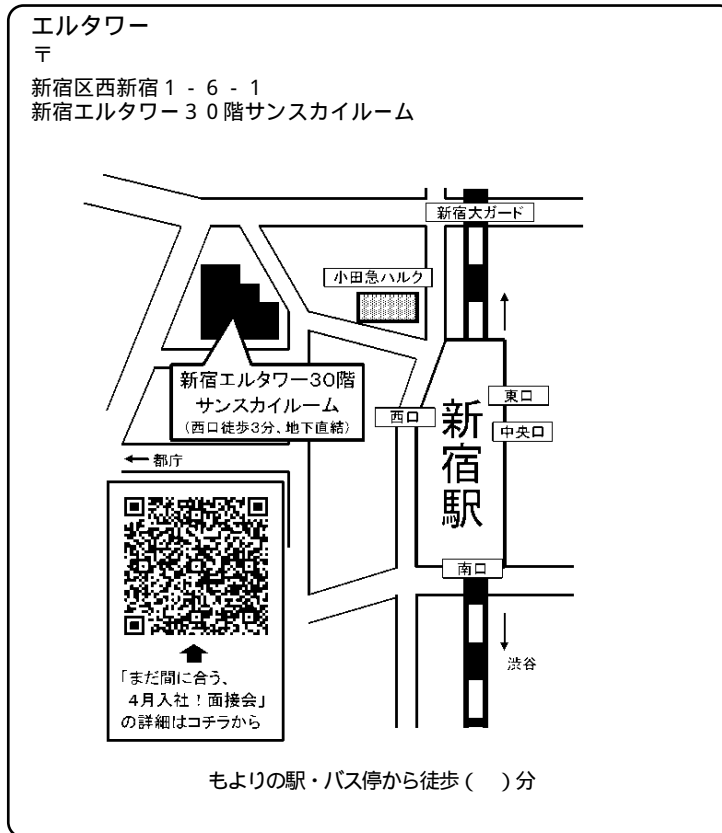 エルタワー
〒
新宿区西新宿１-６-１
新宿エルタワー３０階サンスカイルーム
新宿大ガード
小田急ハルク
新宿エルタワー30階
サンスカイルーム
(西口徒歩3分、地下直結)
西口
東口
中央口
新宿駅
←都庁
南口
渋谷
「まだ間に合う、
4月入社！面接会」
の詳細はコチラから
もよりの駅・バス停から徒歩（　）分